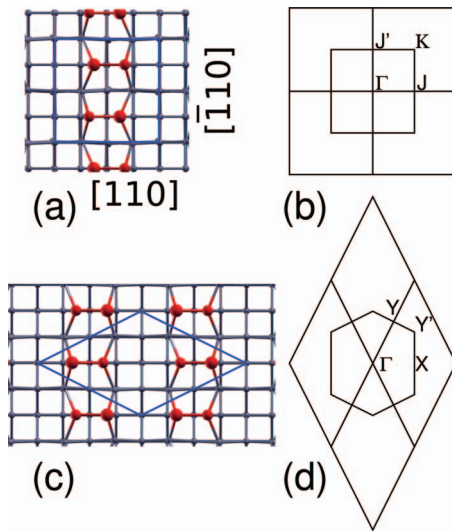 [1̄10]
(a) [110]
J' K
Γ J
(b)
(c)
Y
Y'
Γ X
(d)